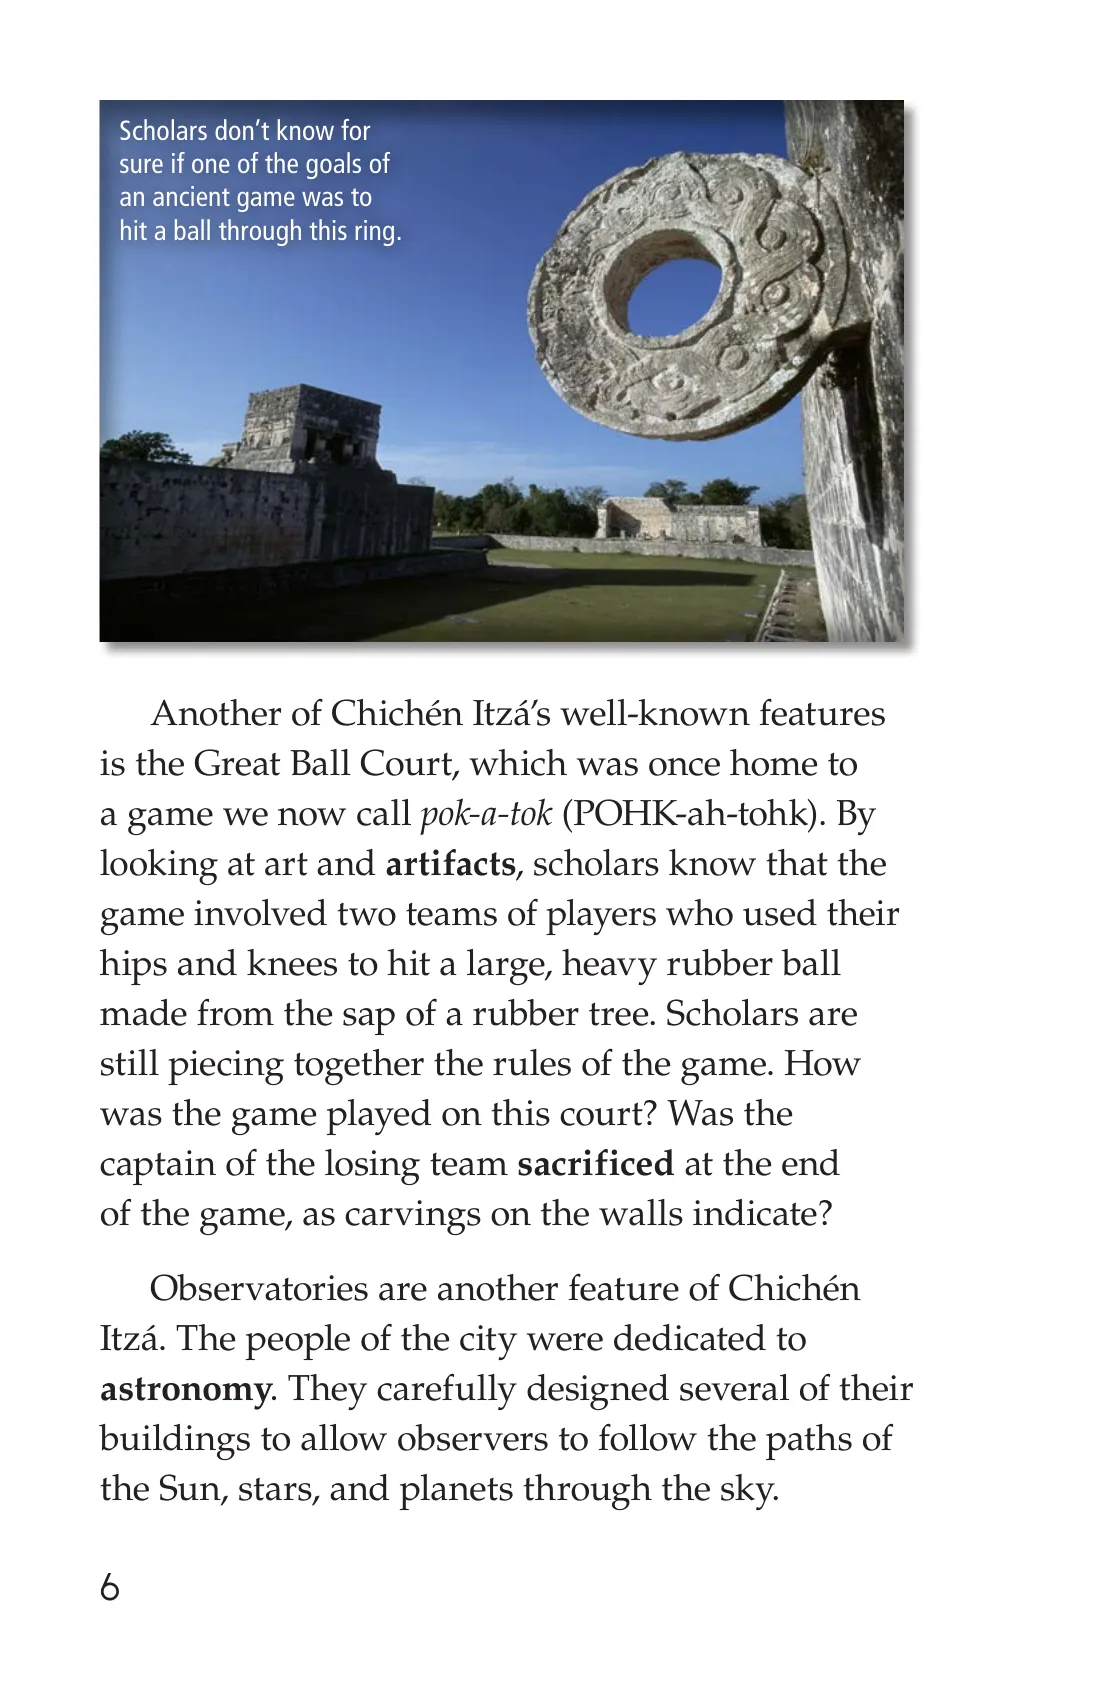 Scholars don’t know for
sure if one of the goals of
an ancient game was to
hit a ball through this ring.
Another of Chichén Itzá’s well-known features
is the Great Ball Court, which was once home to
a game we now call pok-a-tok (POHK-ah-tohk). By
looking at art and artifacts, scholars know that the
game involved two teams of players who used their
hips and knees to hit a large, heavy rubber ball
made from the sap of a rubber tree. Scholars are
still piecing together the rules of the game. How
was the game played on this court? Was the
captain of the losing team sacrificed at the end
of the game, as carvings on the walls indicate?
Observatories are another feature of Chichén
Itzá. The people of the city were dedicated to
astronomy. They carefully designed several of their
buildings to allow observers to follow the paths of
the Sun, stars, and planets through the sky.
6